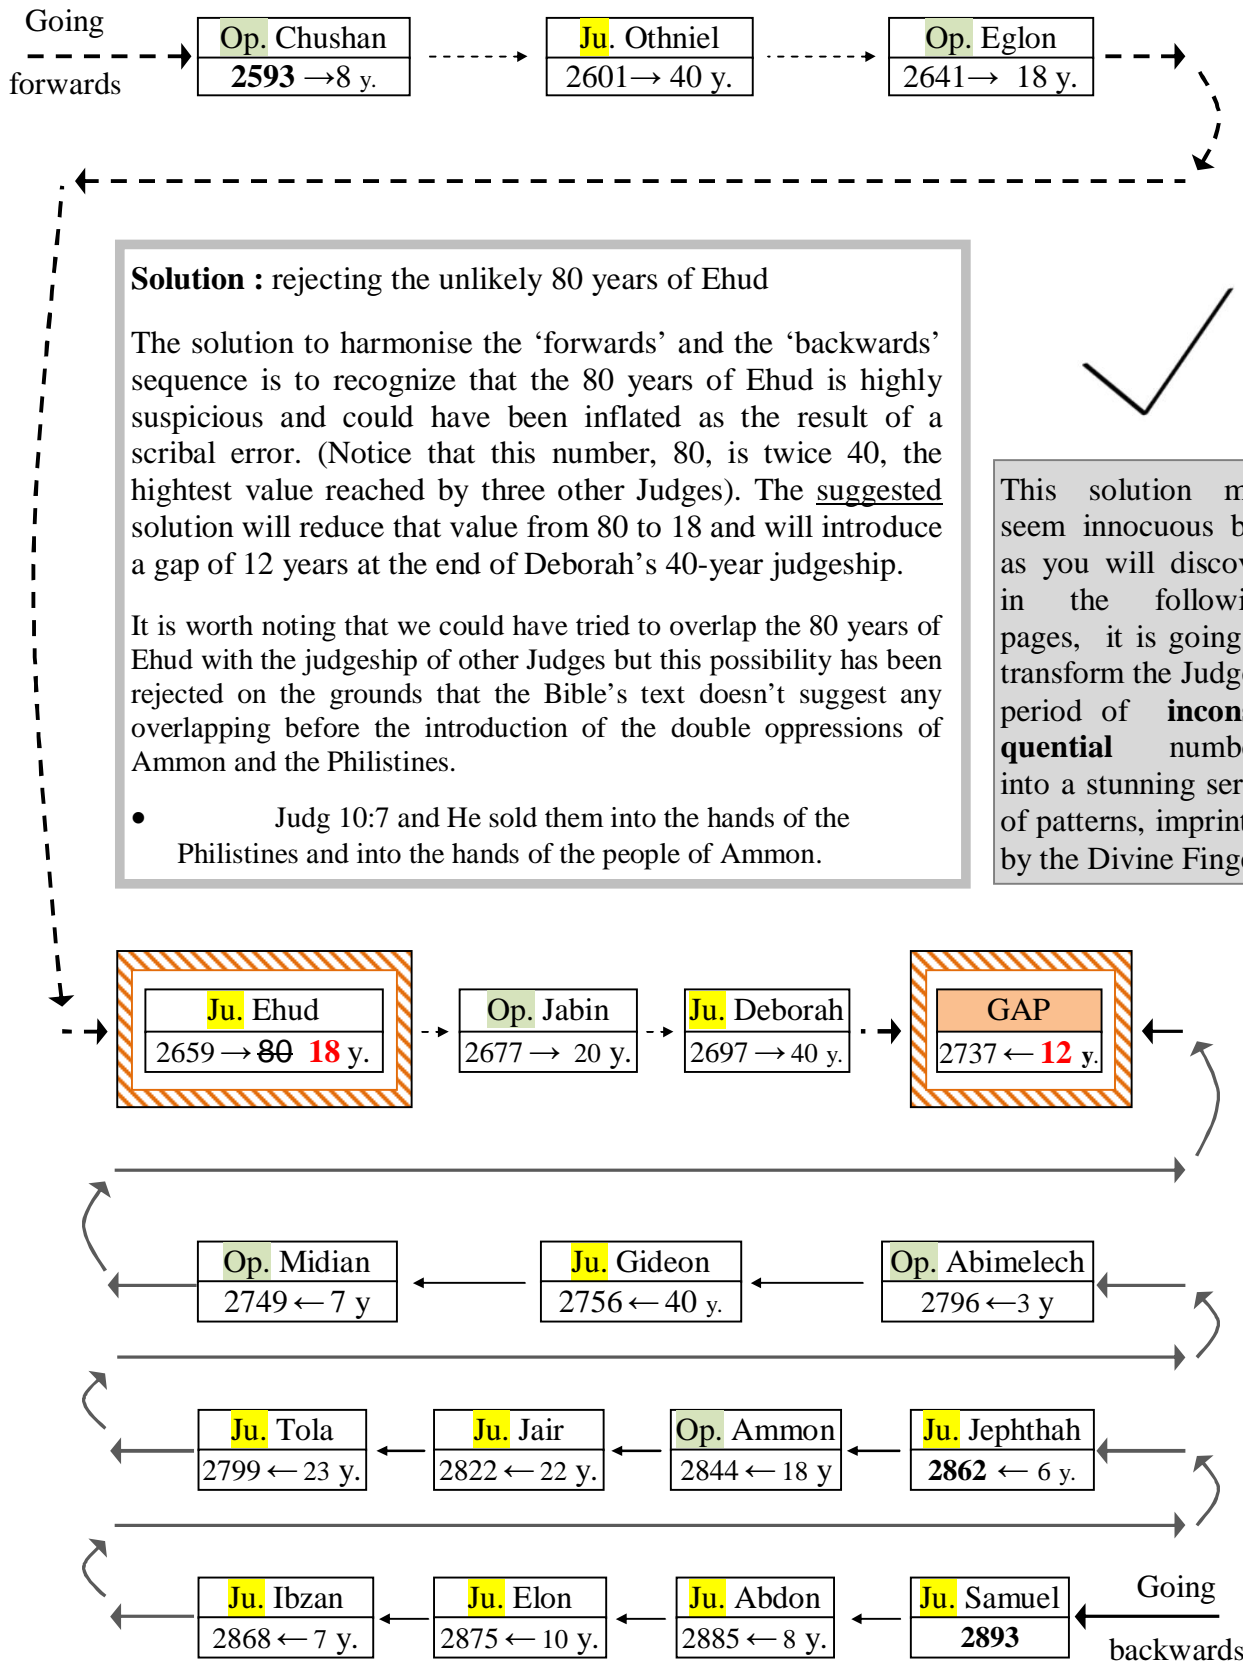 Going
forwards
Op. Chushan
2593 →8 y.
Ju. Othniel
2601→ 40 y.
Op. Eglon
2641→ 18 y.
Solution : rejecting the unlikely 80 years of Ehud
The solution to harmonise the ‘forwards’ and the ‘backwards’
sequence is to recognize that the 80 years of Ehud is highly
suspicious and could have been inflated as the result of a
scribal error. (Notice that this number, 80, is twice 40, the
hightest value reached by three other Judges). The suggested
solution will reduce that value from 80 to 18 and will introduce
a gap of 12 years at the end of Deborah’s 40-year judgeship.
It is worth noting that we could have tried to overlap the 80 years of
Ehud with the judgeship of other Judges but this possibility has been
rejected on the grounds that the Bible’s text doesn’t suggest any
overlapping before the introduction of the double oppressions of
Ammon and the Philistines.
• Judg 10:7 and He sold them into the hands of the
Philistines and into the hands of the people of Ammon.
This solution
seem innocuous
as you will
in the
pages, it is going
transform the
period of
quential
into a stunning
of patterns,
by the Divine
Ju. Ehud
2659 → 80 18 y.
Op. Jabin
2677 → 20 y.
Ju. Deborah
2697 → 40 y.
GAP
2737 ← 12 y.
Op. Midian
2749 ← 7 y
Ju. Gideon
2756 ← 40 y.
Op. Abimelech
2796 ←3 y
Ju. Tola
2799 ← 23 y.
Ju. Jair
2822 ← 22 y.
Op. Ammon
2844 ← 18 y
Ju. Jephthah
2862 ← 6 y.
Ju. Ibzan
2868 ← 7 y.
Ju. Elon
2875 ← 10 y.
Ju. Abdon
2885 ← 8 y.
Ju. Samuel
2893
Going
backwards